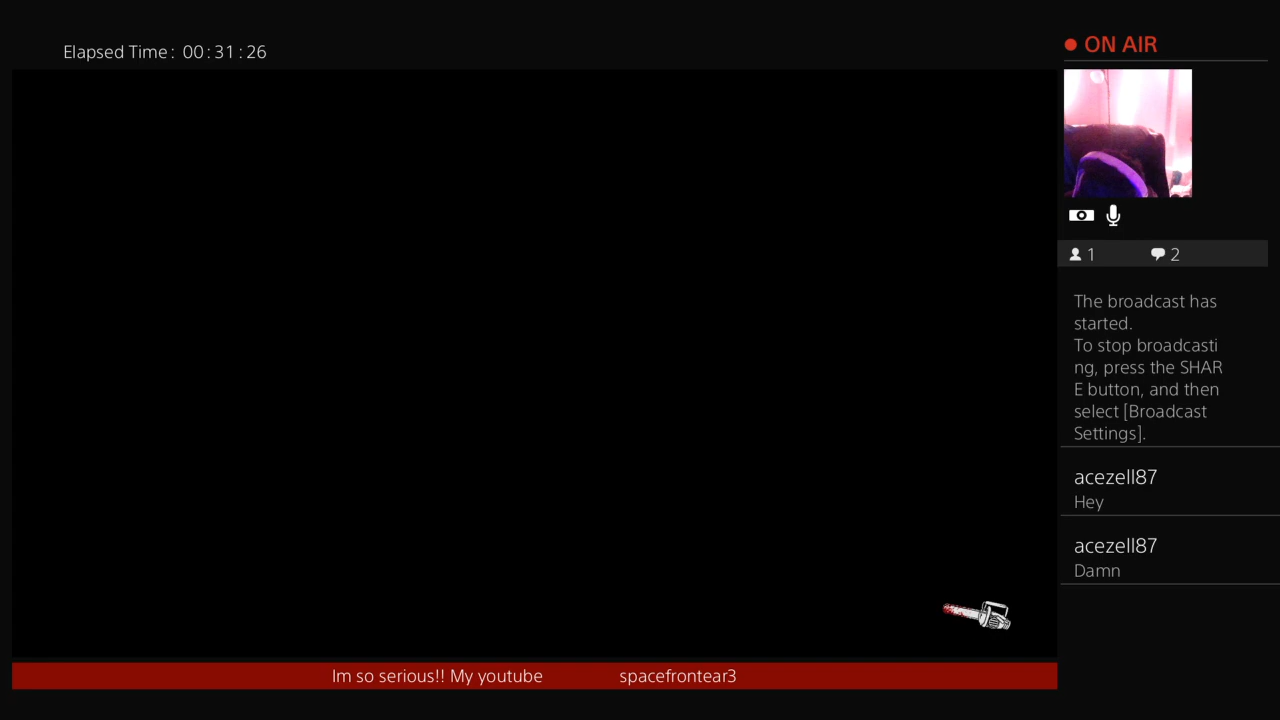 Elapsed Time: 00:31:26
ON AIR
1 2
The broadcast has
started.
To stop broadcasti
ng, press the SHAR
E button, and then
select [Broadcast
Settings].
acezell87
Hey
acezell87
Damn
Im so serious!! My youtube spacefrontear3